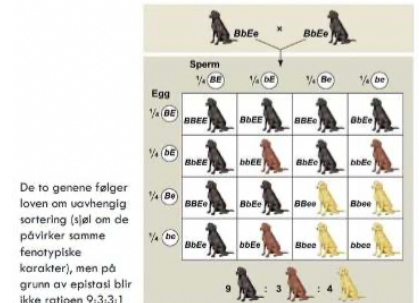 BbEe × BbEe
Sperm
¼ BE ¼ bE ¼ Be ¼ be
Egg
¼ BE BBEE BbEE BBEe BbEe
¼ bE BbEE bbEE BbEe bbEe
¼ Be BBEe BbEe BBee Bbee
¼ be BbEe bbEe Bbee bbee
De to genene følger
loven om uavhengig
sortering (sjøl om de
påvirker samme
fenotypiske
karakter), men på
grunn av epistasi blir
ikke ratioen 9:3:3:1
9 : 3 : 4